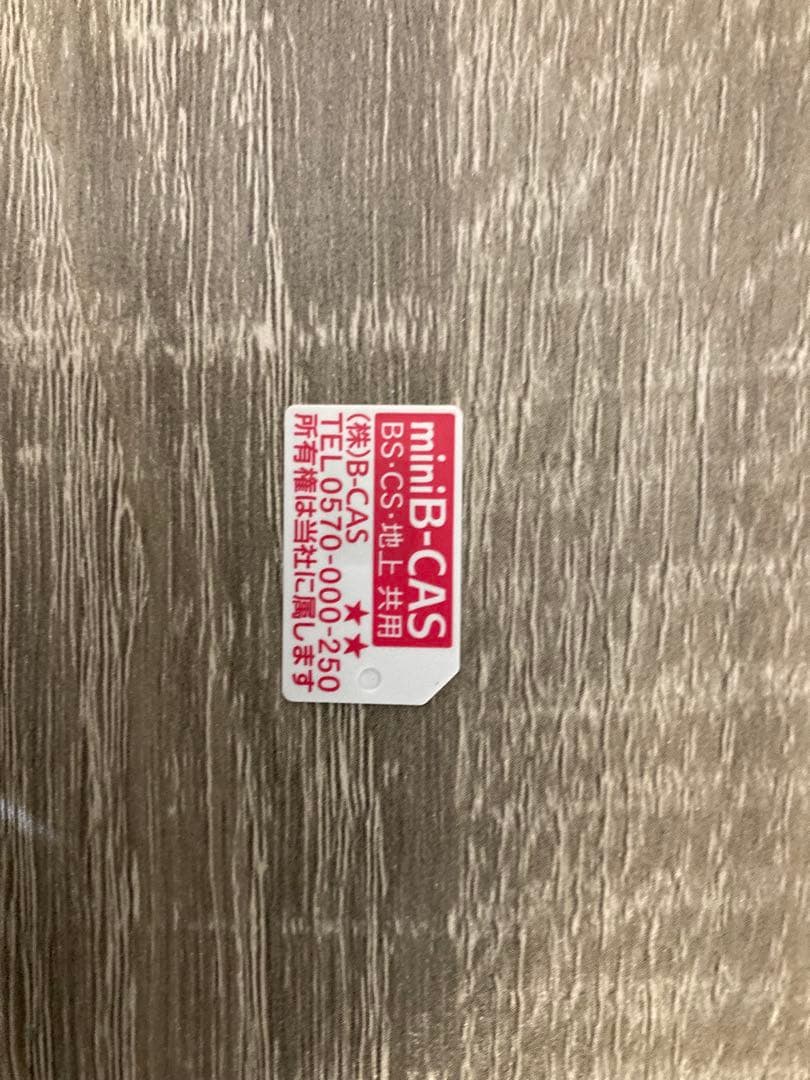 miniB-CAS
BS・CS・地上 共用
(株)B-CAS ★★
TEL 0570-000-250
所有権は当社に属します